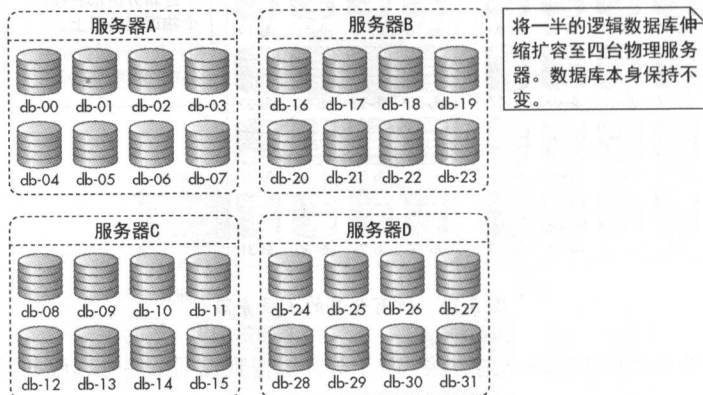 服务器A
db-00 db-01 db-02 db-03
db-04 db-05 db-06 db-07
服务器B
db-16 db-17 db-18 db-19
db-20 db-21 db-22 db-23
将一半的逻辑数据库伸
缩扩容至四台物理服务
器。数据库本身保持不
变。
服务器C
db-08 db-09 db-10 db-11
db-12 db-13 db-14 db-15
服务器D
db-24 db-25 db-26 db-27
db-28 db-29 db-30 db-31